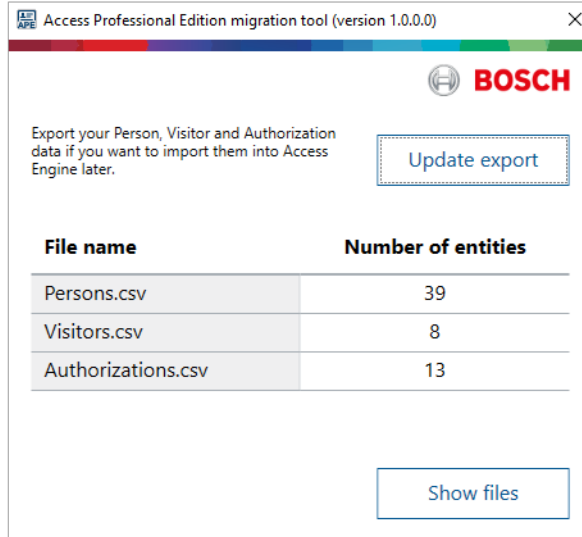 APE Access Professional Edition migration tool (version 1.0.0.0)
BOSCH
Export your Person, Visitor and Authorization
data if you want to import them into Access
Engine later.
Update export
File name Number of entities
Persons.csv 39
Visitors.csv 8
Authorizations.csv 13
Show files